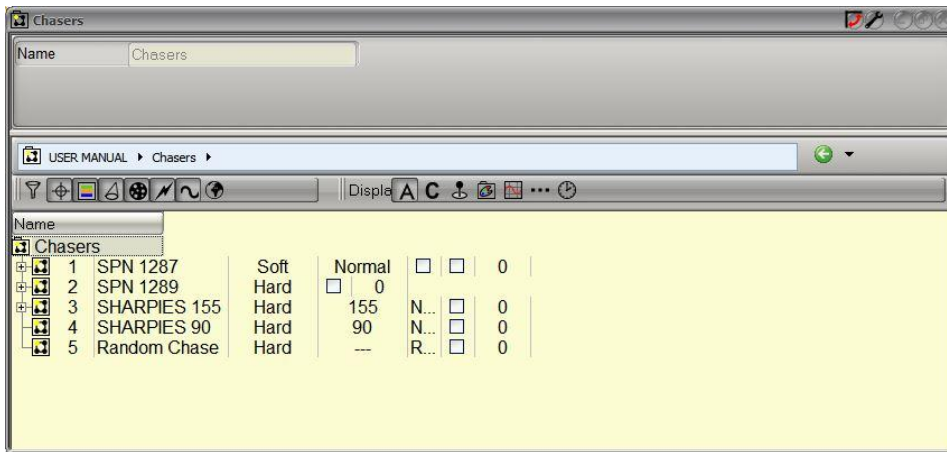 Chasers
Name Chasers
USER MANUAL Chasers
Displa A C
Name
Chasers
1 SPN 1287 Soft Normal 0
2 SPN 1289 Hard 0
3 SHARPIES 155 Hard 155 N... 0
4 SHARPIES 90 Hard 90 N... 0
5 Random Chase Hard --- R... 0